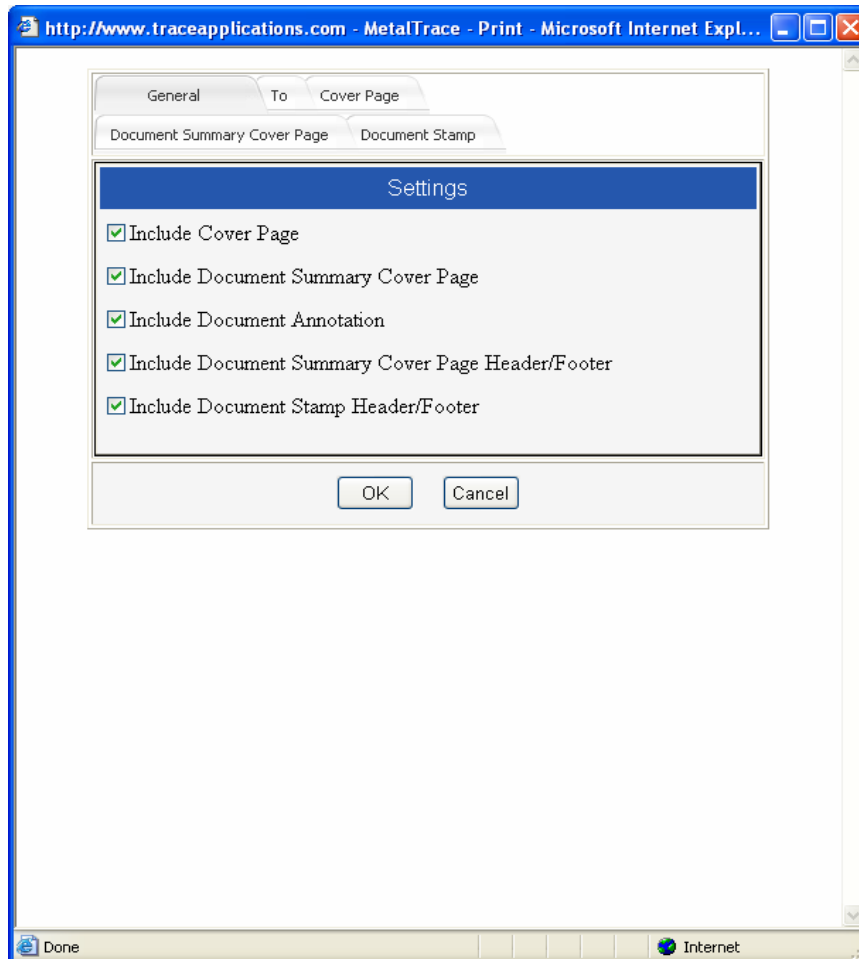 http://www.traceapplications.com - MetalTrace - Print - Microsoft Internet Expl...
General To Cover Page
Document Summary Cover Page Document Stamp
Settings
Include Cover Page
Include Document Summary Cover Page
Include Document Annotation
Include Document Summary Cover Page Header/Footer
Include Document Stamp Header/Footer
OK Cancel
Done Internet